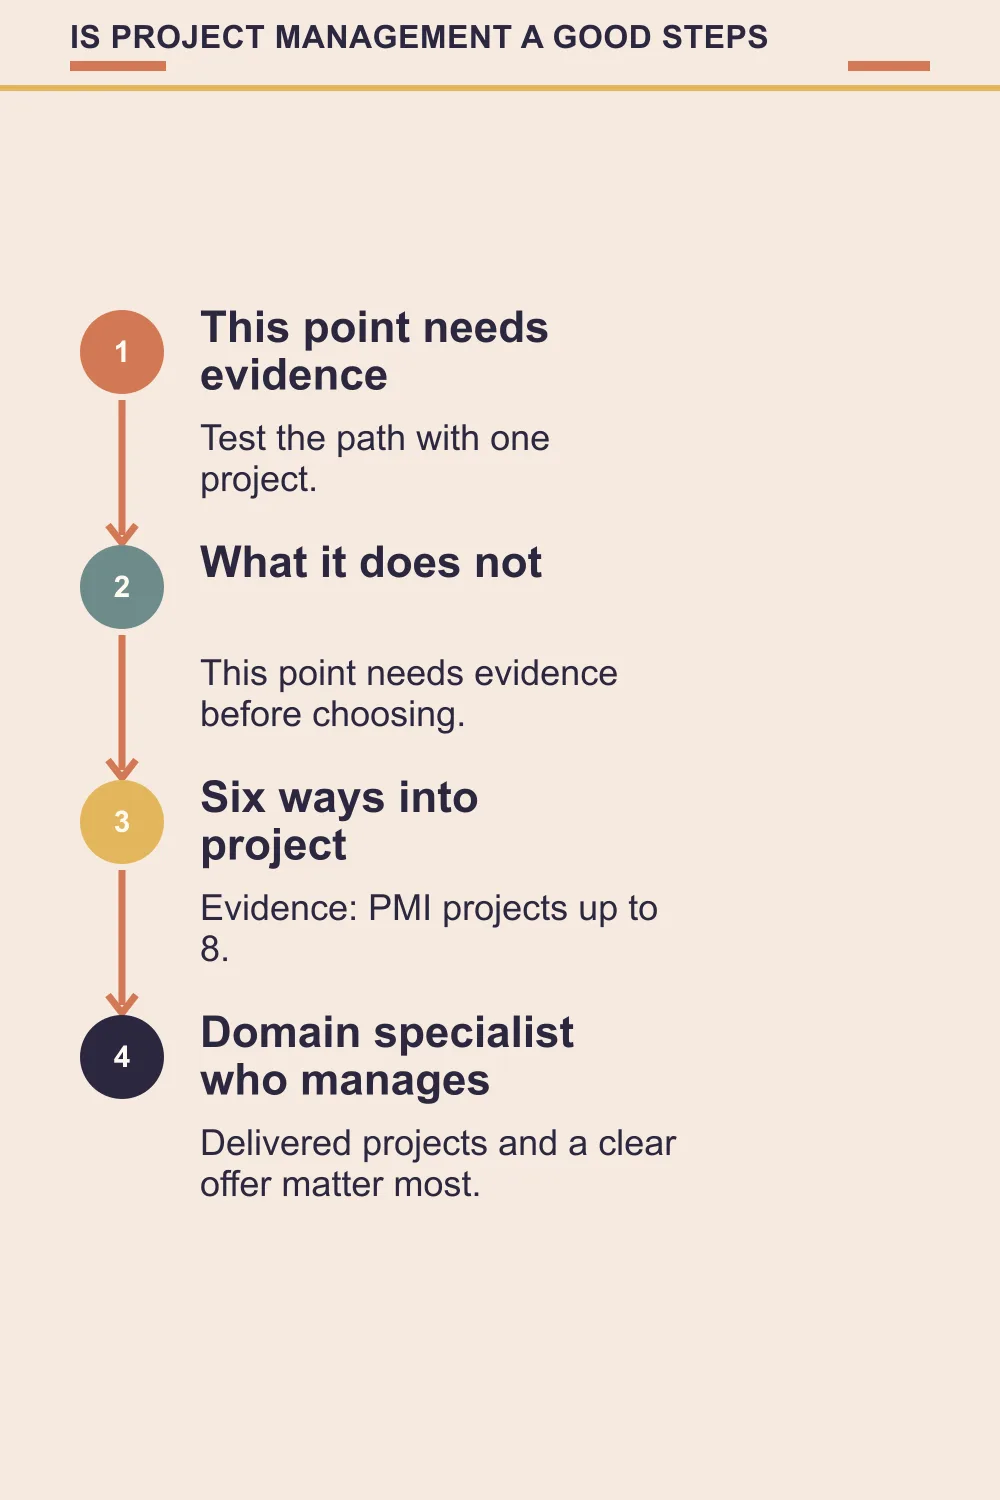 IS PROJECT MANAGEMENT A GOOD STEPS
1
This point needs
evidence
Test the path with one
project.
2
What it does not
This point needs evidence
before choosing.
3
Six ways into
project
Evidence: PMI projects up to
8.
4
Domain specialist
who manages
Delivered projects and a clear
offer matter most.